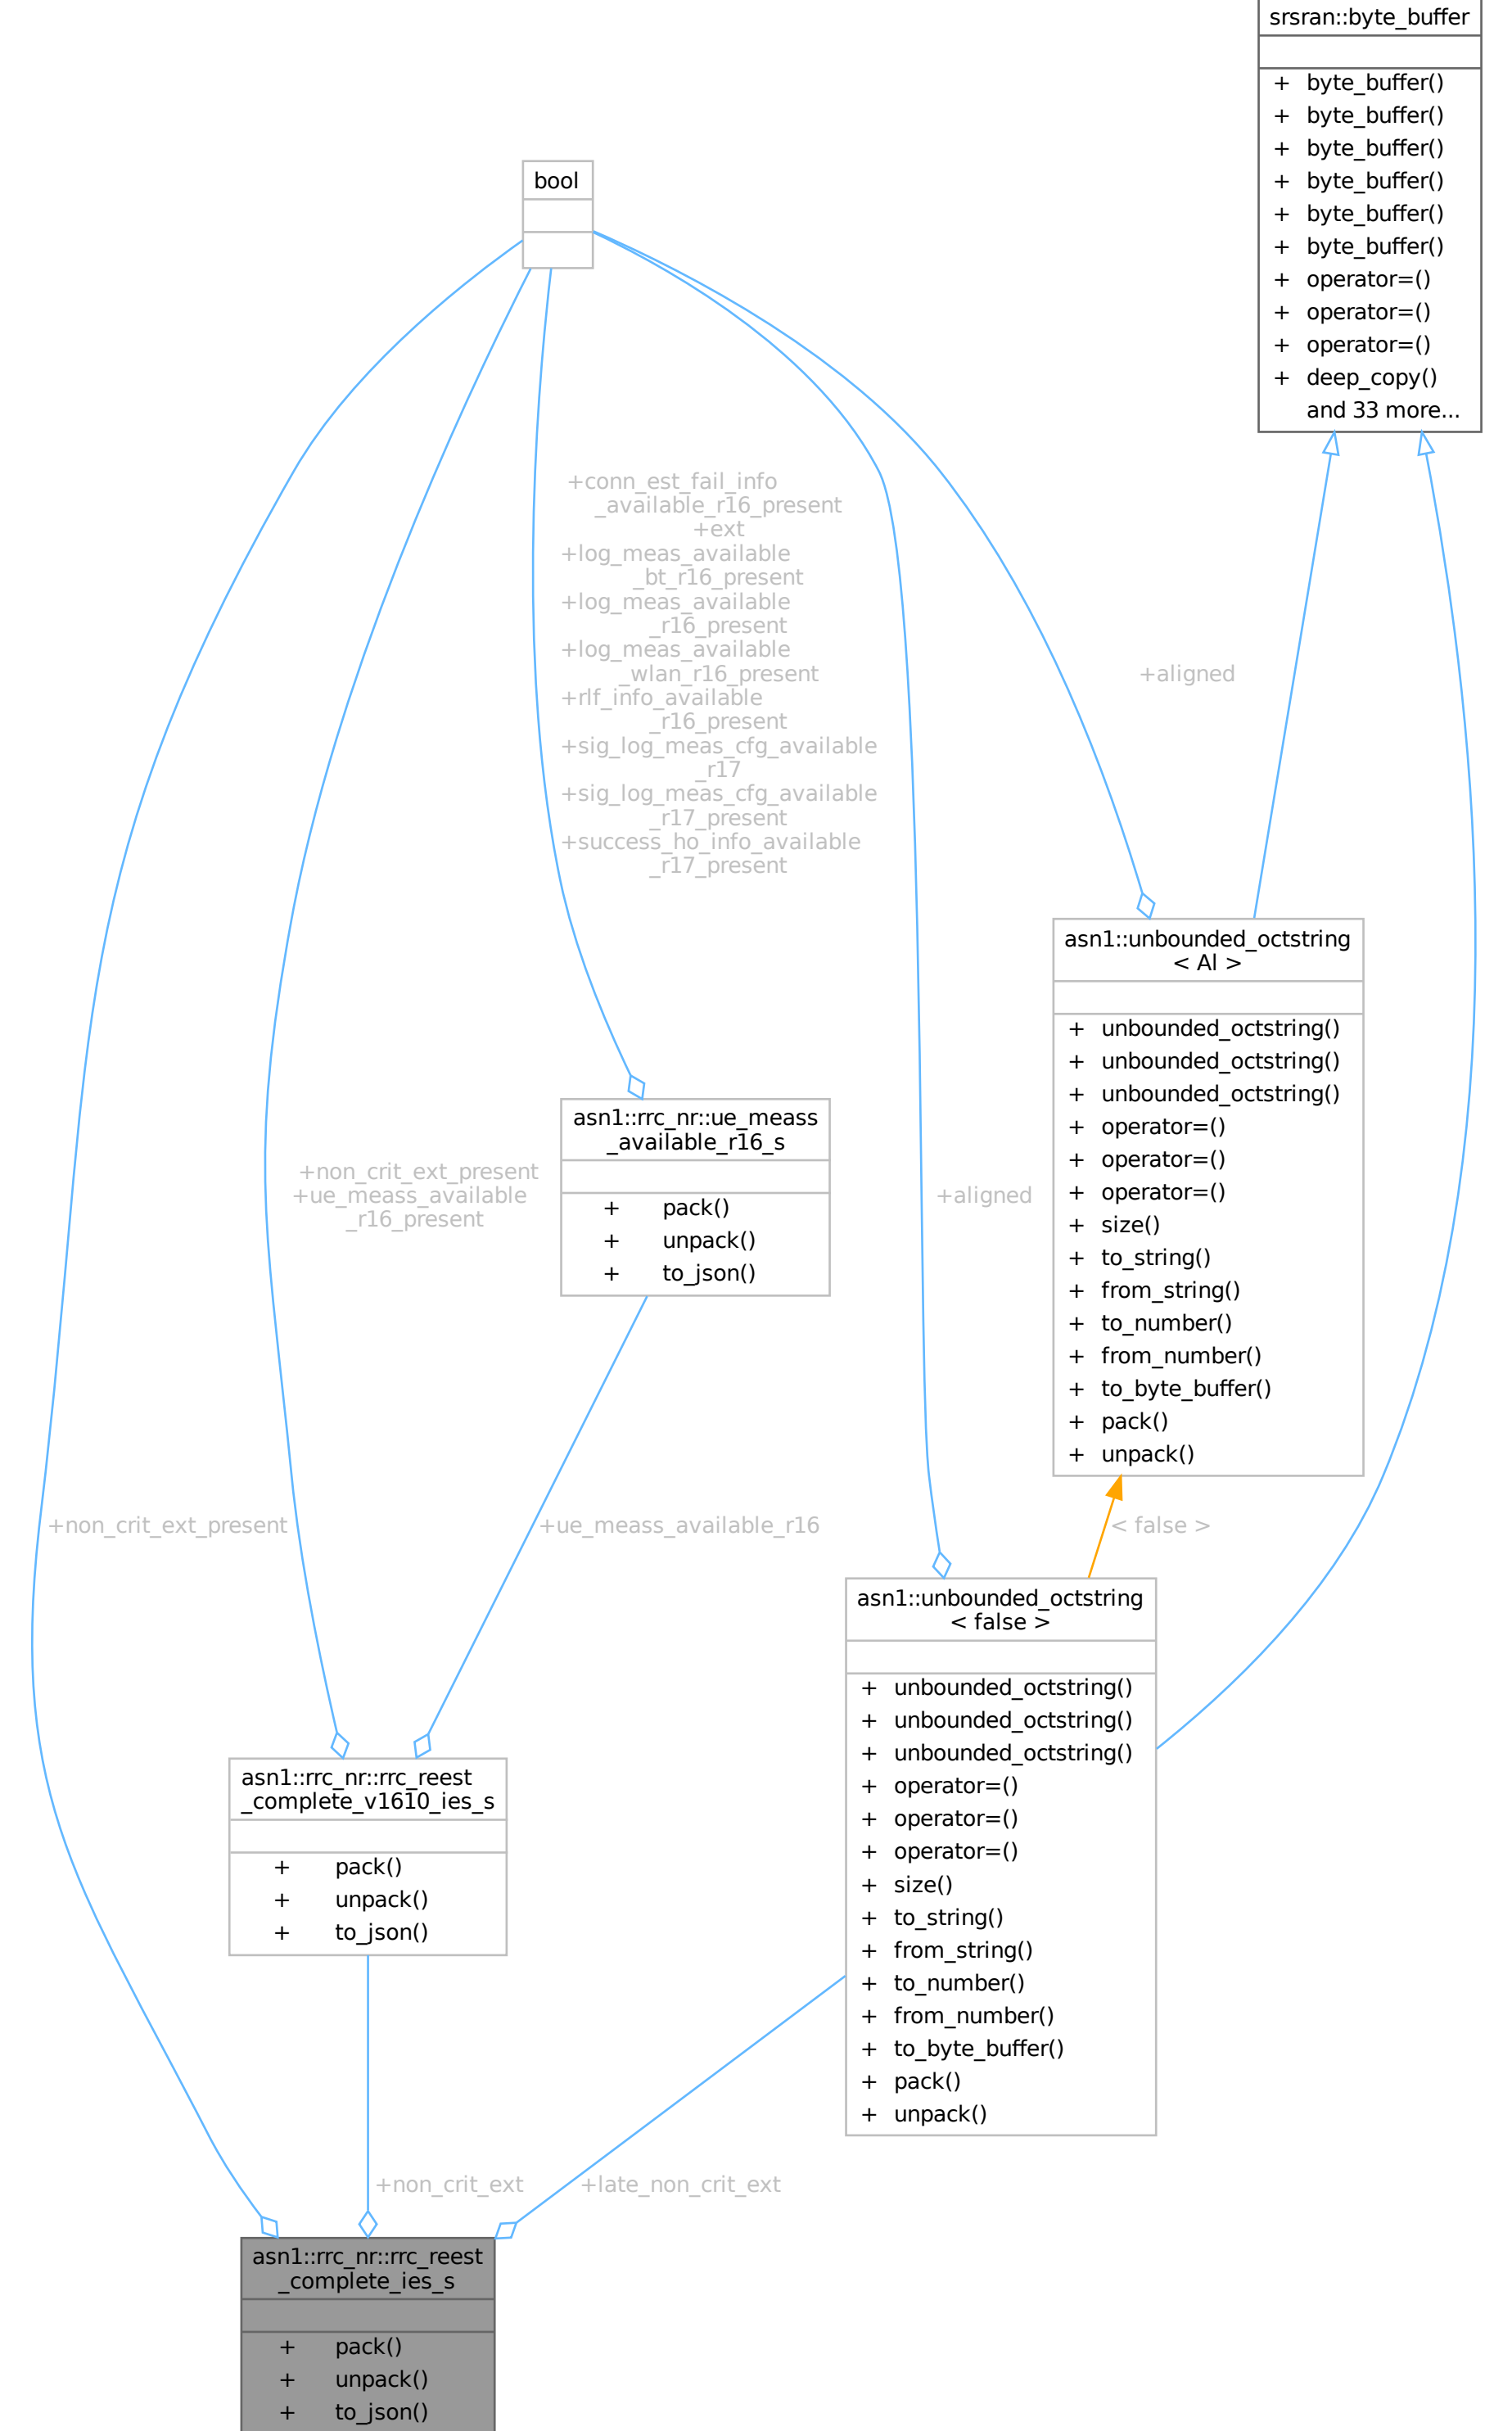 srsran::byte_buffer
+ byte_buffer()
+ byte_buffer()
+ byte_buffer()
+ byte_buffer()
+ byte_buffer()
+ byte_buffer()
+ operator=()
+ operator=()
+ operator=()
+ deep_copy()
and 33 more...
bool
+conn_est_fail_info
_available_r16_present
+ext
+log_meas_available
_bt_r16_present
+log_meas_available
_r16_present
+log_meas_available
_wlan_r16_present
+rlf_info_available
_r16_present
+sig_log_meas_cfg_available
_r17
+sig_log_meas_cfg_available
_r17_present
+success_ho_info_available
_r17_present
+aligned
asn1::unbounded_octstring
< Al >
+ unbounded_octstring()
+ unbounded_octstring()
+ unbounded_octstring()
+ operator=()
+ operator=()
+ operator=()
+ size()
+ to_string()
+ from_string()
+ to_number()
+ from_number()
+ to_byte_buffer()
+ pack()
+ unpack()
asn1::rrc_nr::ue_meass
_available_r16_s
+ pack()
+ unpack()
+ to_json()
+non_crit_ext_present
+ue_meass_available
_r16_present
+aligned
+non_crit_ext_present
+ue_meass_available_r16
< false >
asn1::unbounded_octstring
< false >
+ unbounded_octstring()
+ unbounded_octstring()
+ unbounded_octstring()
+ operator=()
+ operator=()
+ operator=()
+ size()
+ to_string()
+ from_string()
+ to_number()
+ from_number()
+ to_byte_buffer()
+ pack()
+ unpack()
asn1::rrc_nr::rrc_reest
_complete_v1610_ies_s
+ pack()
+ unpack()
+ to_json()
+non_crit_ext
+late_non_crit_ext
asn1::rrc_nr::rrc_reest
_complete_ies_s
+ pack()
+ unpack()
+ to_json()